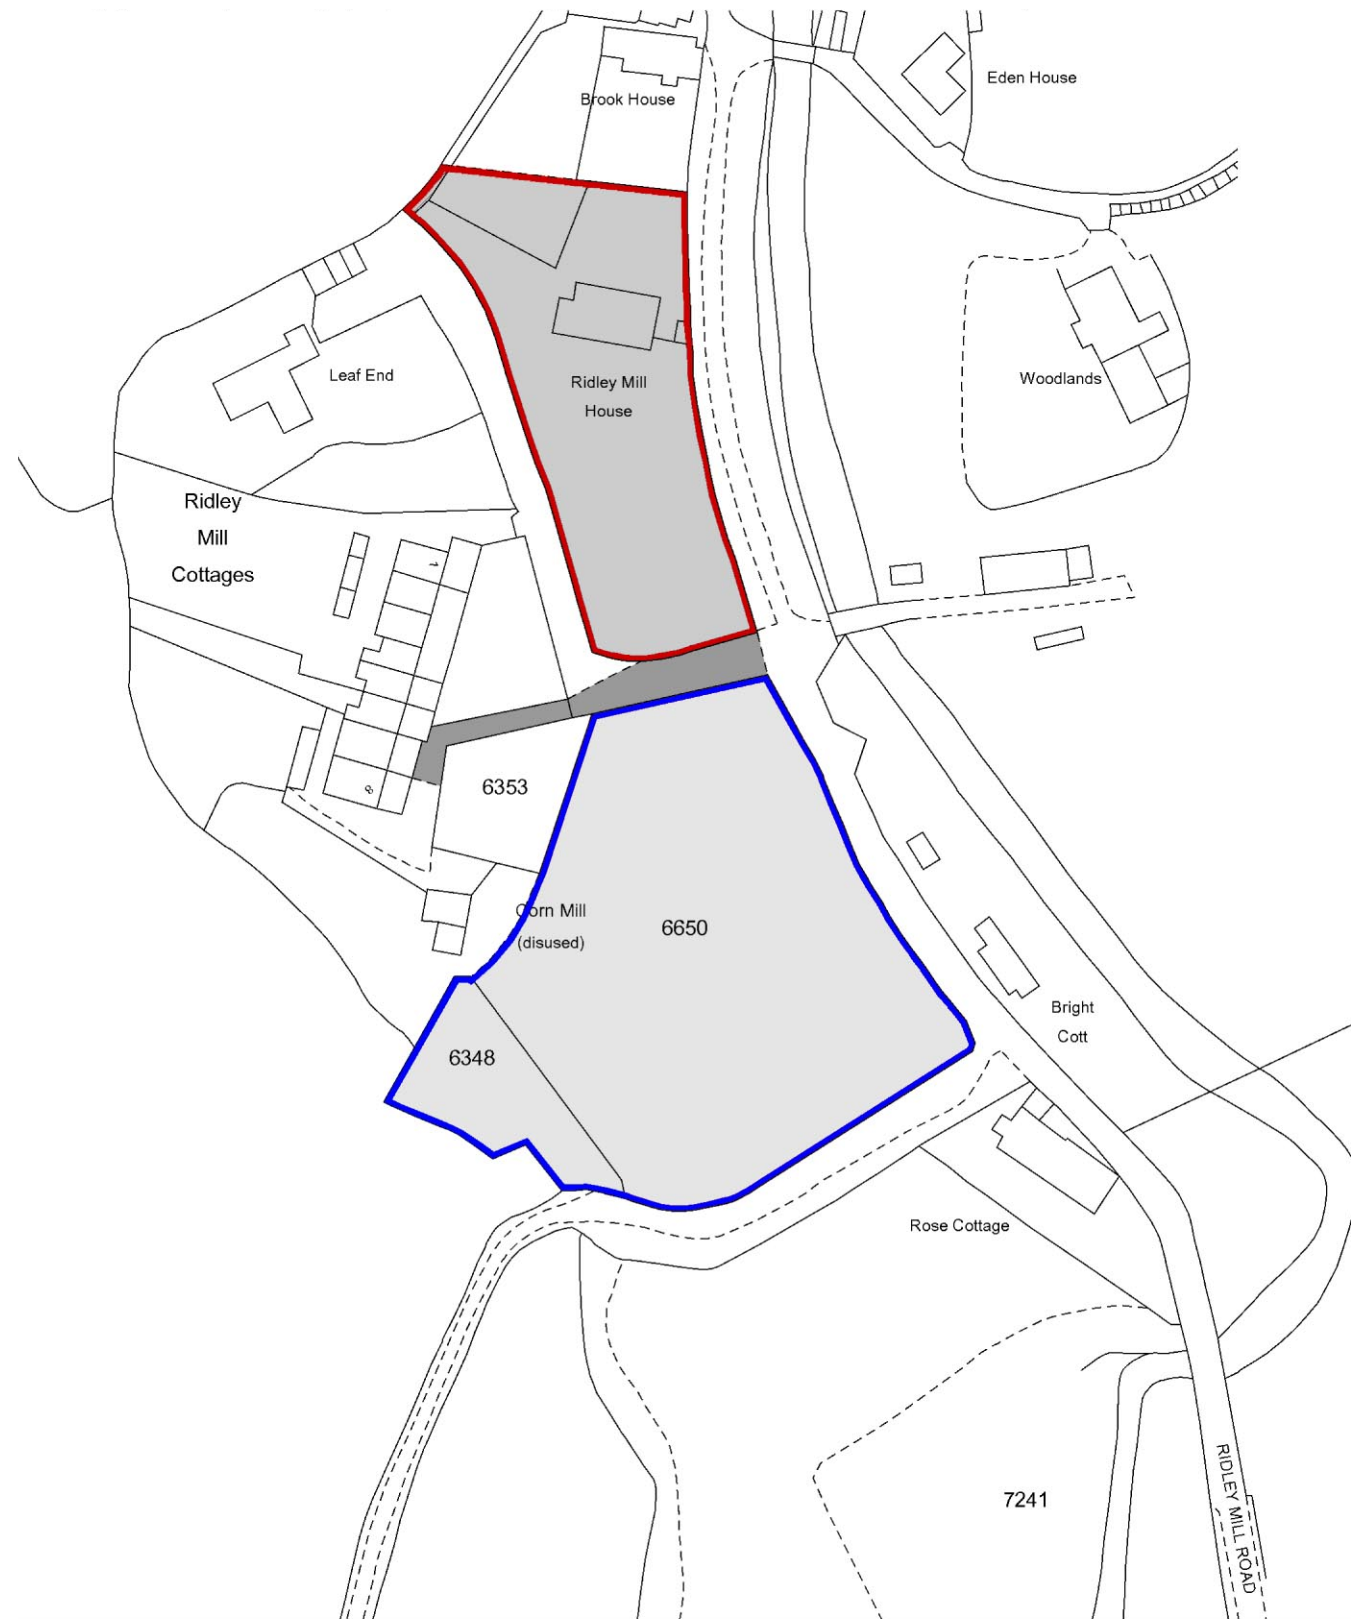 Eden House
Brook House
Ridley Mill
House
Leaf End
Woodlands
Ridley
Mill
Cottages
1
8
6353
Corn Mill
(disused)
6650
6348
Bright
Cott
Rose Cottage
7241
RIDLEY MILL ROAD